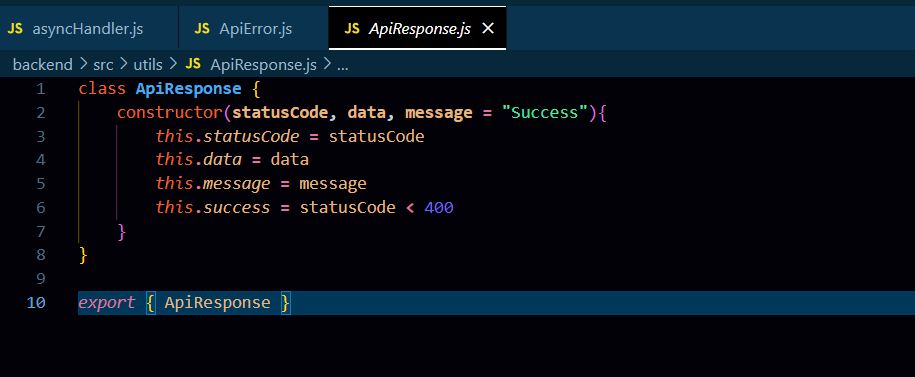 JS asyncHandler.js JS ApiError.js JS ApiResponse.js ×
backend > src > utils > JS ApiResponse.js > ...
1 class ApiResponse {
2     constructor(statusCode, data, message = "Success"){
3         this.statusCode = statusCode
4         this.data = data
5         this.message = message
6         this.success = statusCode < 400
7     }
8 }
9
10 export { ApiResponse }